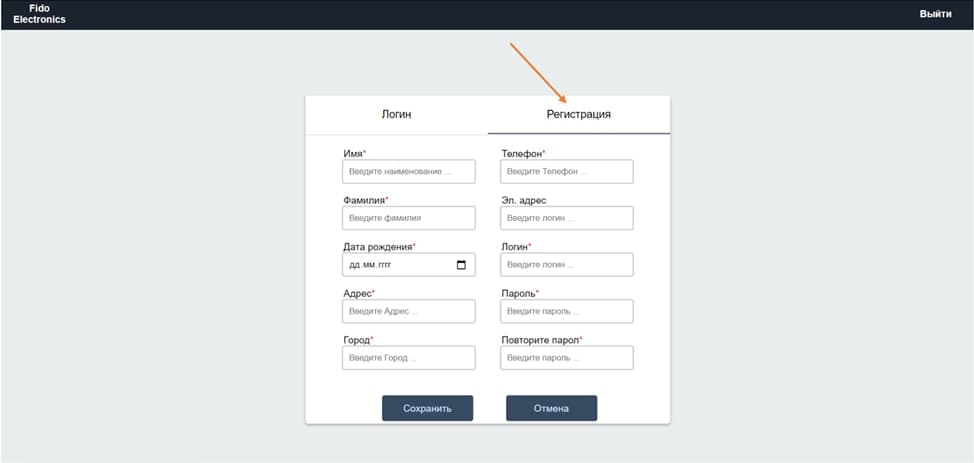 Fido
Electronics
Выйти
Логин
Регистрация
Имя*
Телефон*
Введите наименование ...
Введите Телефон ...
Фамилия*
Эл. адрес
Введите фамилия
Введите логин ...
Дата рождения*
Логин*
дд.мм.гггг
Введите логин ...
Адрес*
Пароль*
Введите Адрес ...
Введите пароль ...
Город*
Повторите парол*
Введите Город ...
Введите пароль ...
Сохранить
Отмена